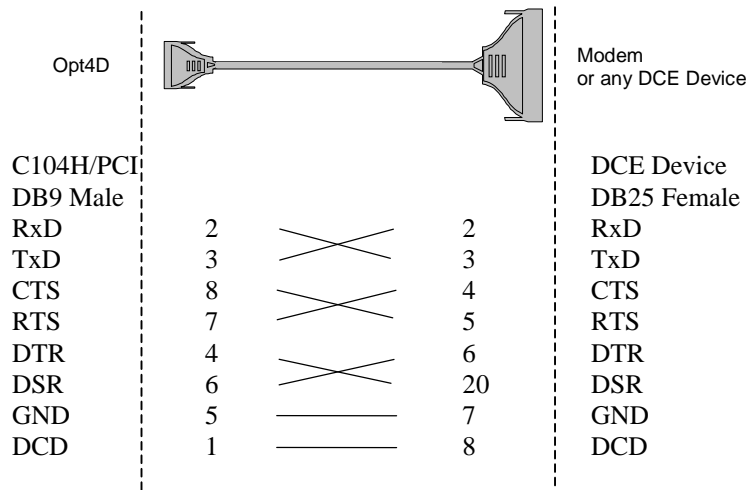 Opt4D
Modem
or any DCE Device
C104H/PCI DCE Device
DB9 Male DB25 Female
RxD 2 2 RxD
TxD 3 3 TxD
CTS 8 4 CTS
RTS 7 5 RTS
DTR 4 6 DTR
DSR 6 20 DSR
GND 5 7 GND
DCD 1 8 DCD